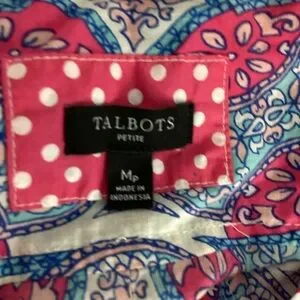 TALBOTS
PETITE
MP
MADE IN
INDONESIA